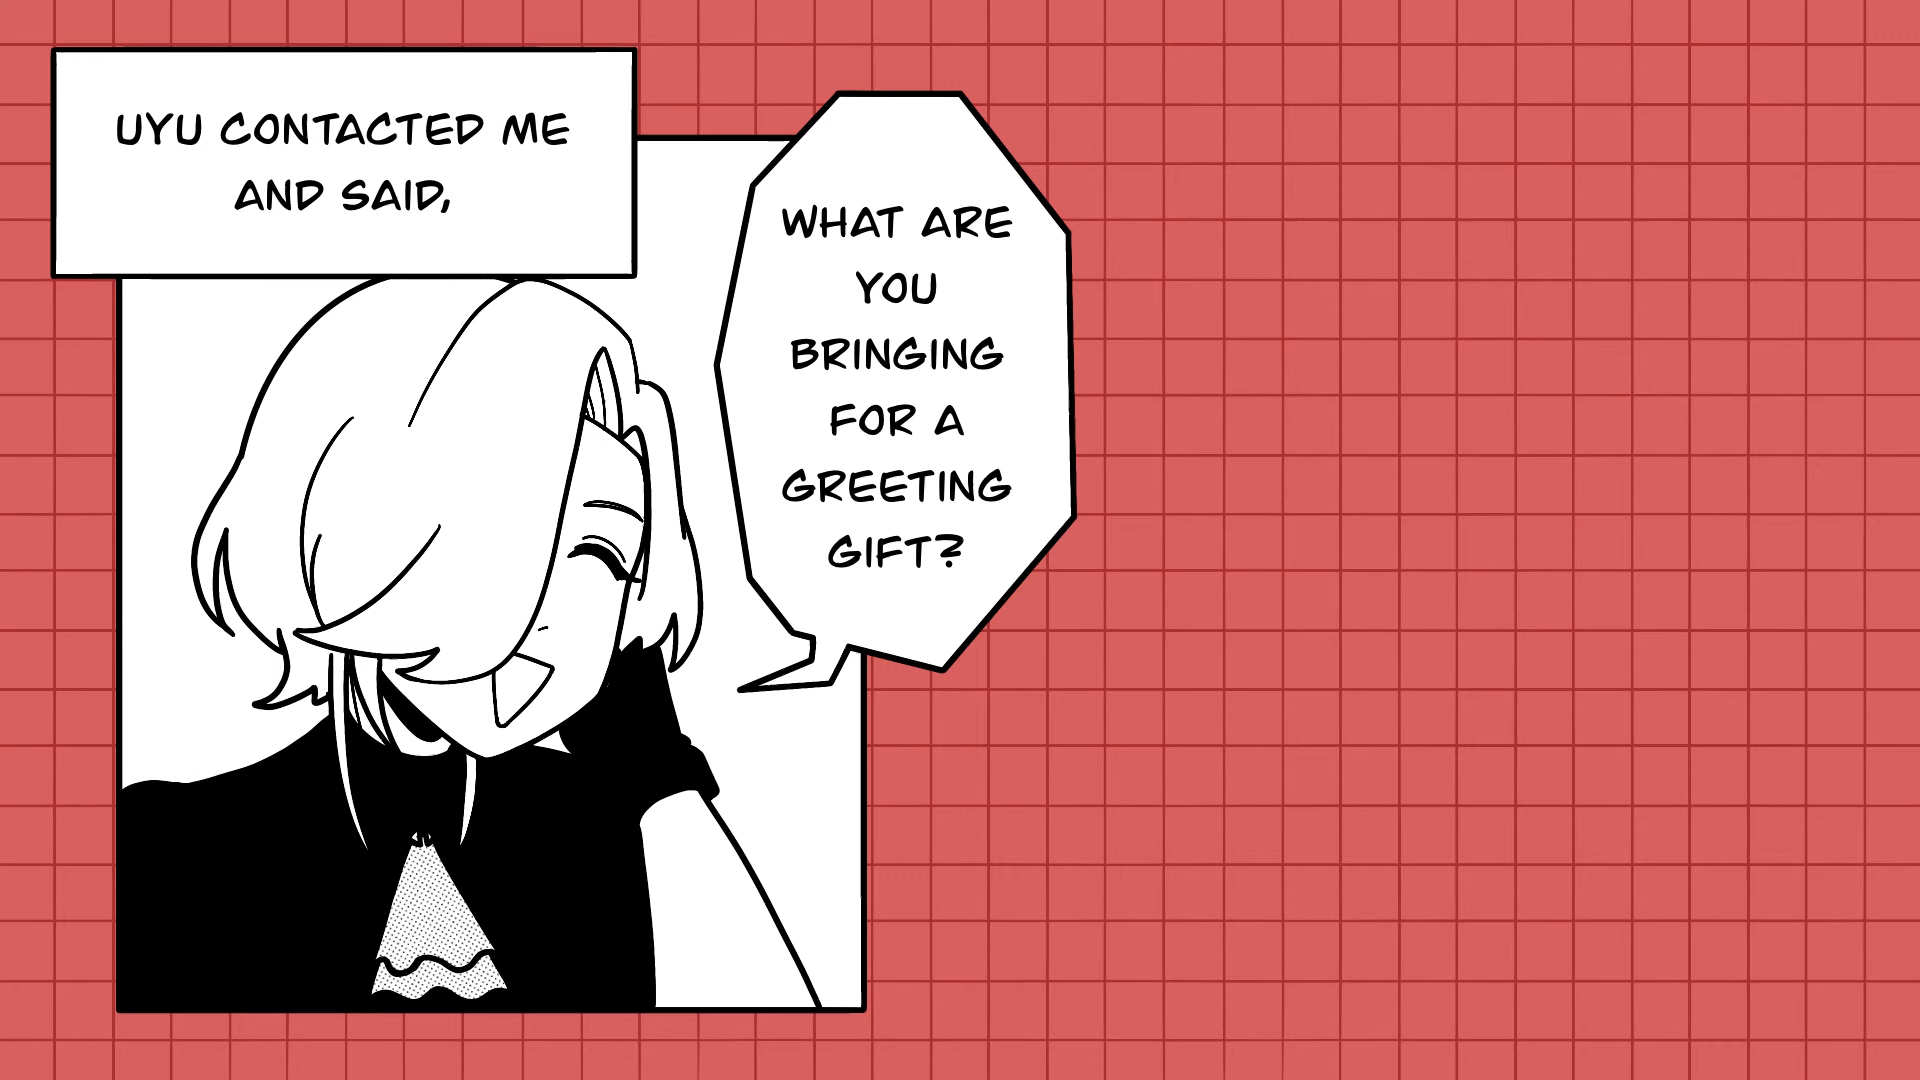 UYU CONTACTED ME
AND SAID,
WHAT ARE
YOU
BRINGING
FOR A
GREETING
GIFT?